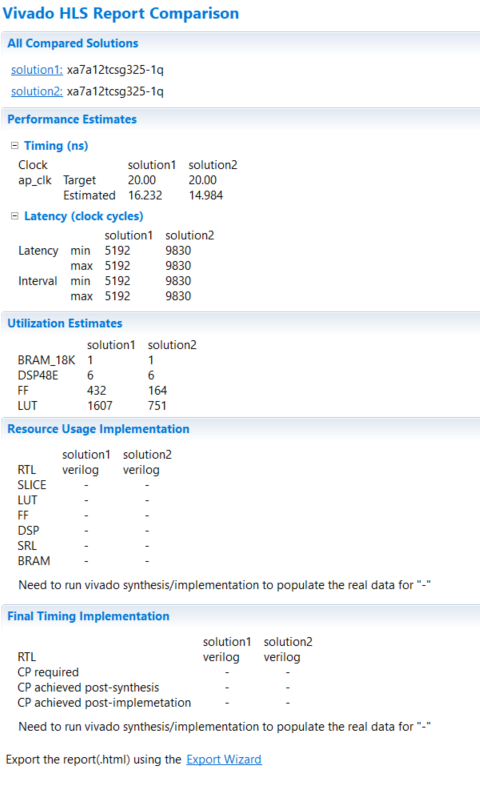 Vivado HLS Report Comparison
All Compared Solutions
solution1: xa7a12tcsg325-1q
solution2: xa7a12tcsg325-1q
Performance Estimates
Timing (ns)
Clock solution1 solution2
ap_clk Target 20.00 20.00
Estimated 16.232 14.984
Latency (clock cycles)
solution1 solution2
Latency min 5192 9830
max 5192 9830
Interval min 5192 9830
max 5192 9830
Utilization Estimates
solution1 solution2
BRAM_18K 1 1
DSP48E 6 6
FF 432 164
LUT 1607 751
Resource Usage Implementation
solution1 solution2
RTL verilog verilog
SLICE - -
LUT - -
FF - -
DSP - -
SRL - -
BRAM - -
Need to run vivado synthesis/implementation to populate the real data for "-"
Final Timing Implementation
solution1 solution2
RTL verilog verilog
CP required - -
CP achieved post-synthesis - -
CP achieved post-implemetation - -
Need to run vivado synthesis/implementation to populate the real data for "-"
Export the report(.html) using the Export Wizard